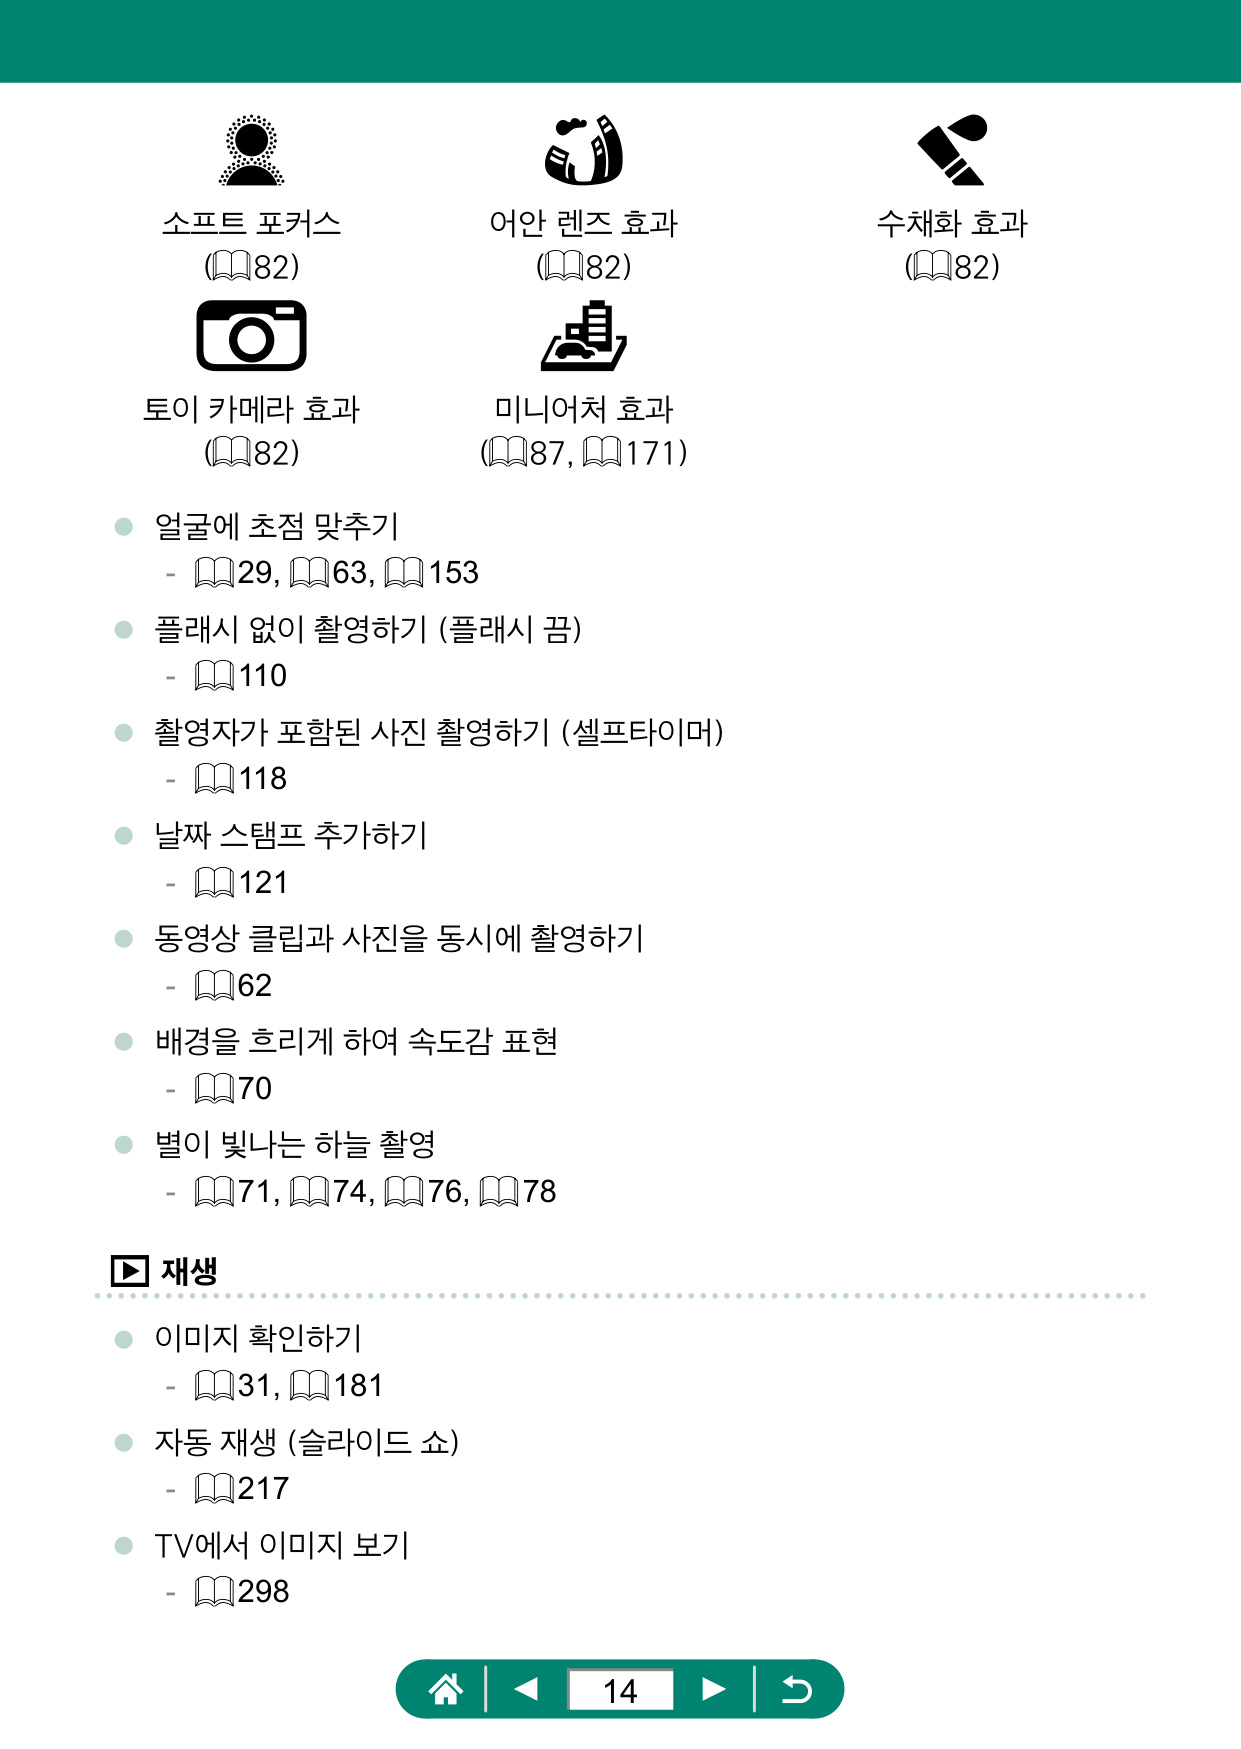 소프트 포커스 어안 렌즈 효과 수채화 효과
(82) (82) (82)
토이 카메라 효과 미니어처 효과
(82) (87, 171)
얼굴에 초점 맞추기
- 29, 63, 153
플래시 없이 촬영하기 (플래시 끔)
- 110
촬영자가 포함된 사진 촬영하기 (셀프타이머)
- 118
날짜 스탬프 추가하기
- 121
동영상 클립과 사진을 동시에 촬영하기
- 62
배경을 흐리게 하여 속도감 표현
- 70
별이 빛나는 하늘 촬영
- 71, 74, 76, 78
재생
이미지 확인하기
- 31, 181
자동 재생 (슬라이드 쇼)
- 217
TV에서 이미지 보기
- 298
14